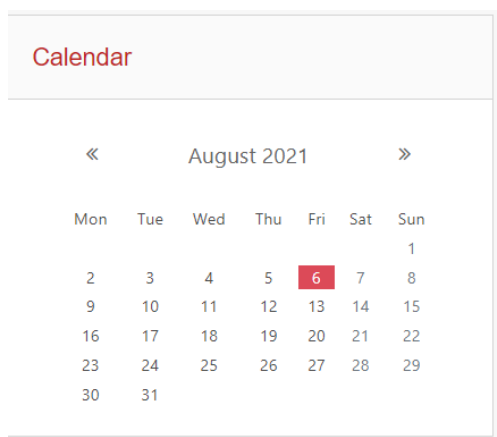 Calendar
« August 2021 »
Mon Tue Wed Thu Fri Sat Sun
1
2 3 4 5 6 7 8
9 10 11 12 13 14 15
16 17 18 19 20 21 22
23 24 25 26 27 28 29
30 31